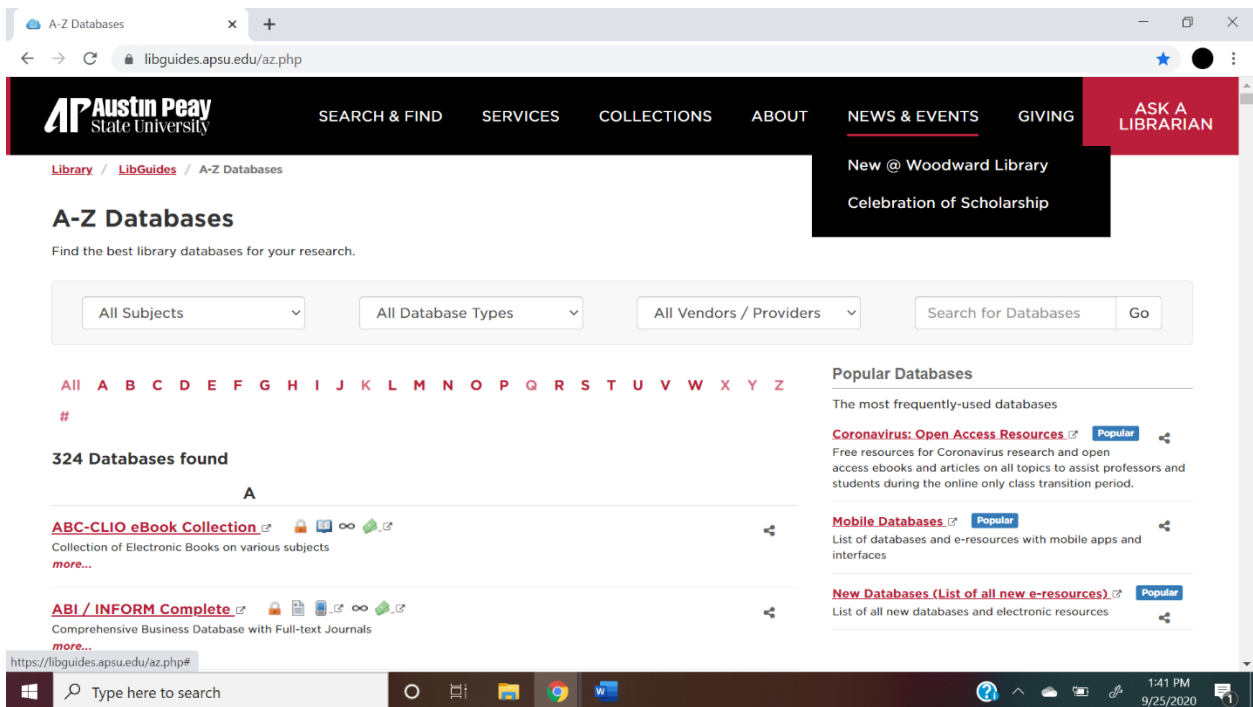 A-Z Databases
libguides.apsu.edu/az.php
AP Austin Peay
State University
SEARCH & FIND SERVICES COLLECTIONS ABOUT NEWS & EVENTS GIVING
ASK A
LIBRARIAN
New @ Woodward Library
Celebration of Scholarship
Library / LibGuides / A-Z Databases
A-Z Databases
Find the best library databases for your research.
All Subjects All Database Types All Vendors / Providers Search for Databases Go
All A B C D E F G H I J K L M N O P Q R S T U V W X Y Z
#
324 Databases found
A
ABC-CLIO eBook Collection
Collection of Electronic Books on various subjects
more...
ABI / INFORM Complete
Comprehensive Business Database with Full-text Journals
more...
Popular Databases
The most frequently-used databases
Coronavirus: Open Access Resources Popular
Free resources for Coronavirus research and open
access ebooks and articles on all topics to assist professors and
students during the online only class transition period.
Mobile Databases Popular
List of databases and e-resources with mobile apps and
interfaces
New Databases (List of all new e-resources) Popular
List of all new databases and electronic resources
https://libguides.apsu.edu/az.php#
Type here to search
1:41 PM
9/25/2020
1